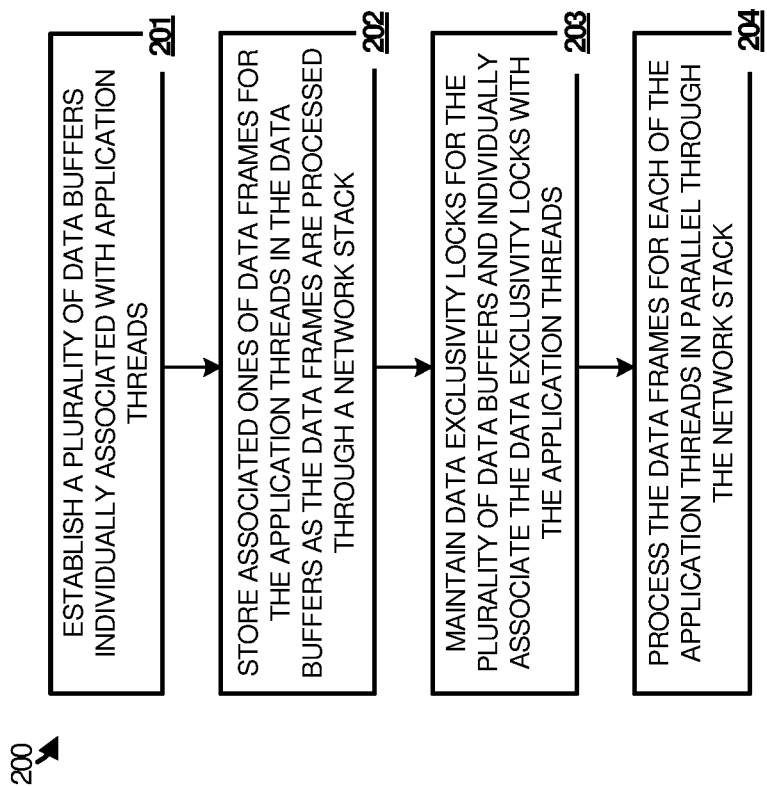 200
ESTABLISH A PLURALITY OF DATA BUFFERS
INDIVIDUALLY ASSOCIATED WITH APPLICATION
THREADS
201
STORE ASSOCIATED ONES OF DATA FRAMES FOR
THE APPLICATION THREADS IN THE DATA
BUFFERS AS THE DATA FRAMES ARE PROCESSED
THROUGH A NETWORK STACK
202
MAINTAIN DATA EXCLUSIVITY LOCKS FOR THE
PLURALITY OF DATA BUFFERS AND INDIVIDUALLY
ASSOCIATE THE DATA EXCLUSIVITY LOCKS WITH
THE APPLICATION THREADS
203
PROCESS THE DATA FRAMES FOR EACH OF THE
APPLICATION THREADS IN PARALLEL THROUGH
THE NETWORK STACK
204